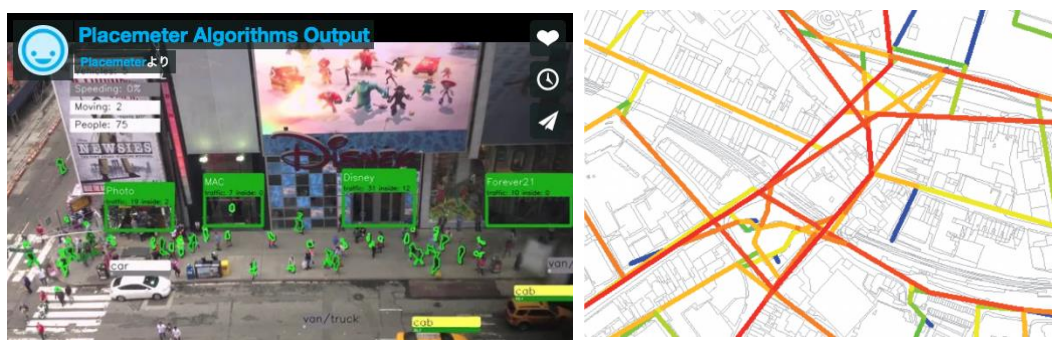 Placemeter Algorithms Output
Placemeterより
Speeding: 0%
Moving: 2
People: 75
NEWSIES
DISNEY
Photo
traffic: 19 inside: 2
MAC
traffic: 7 inside: 0
Disney
traffic: 31 inside: 12
Forever21
traffic: 10 inside: 0
car
van/
cab
van/truck
cab